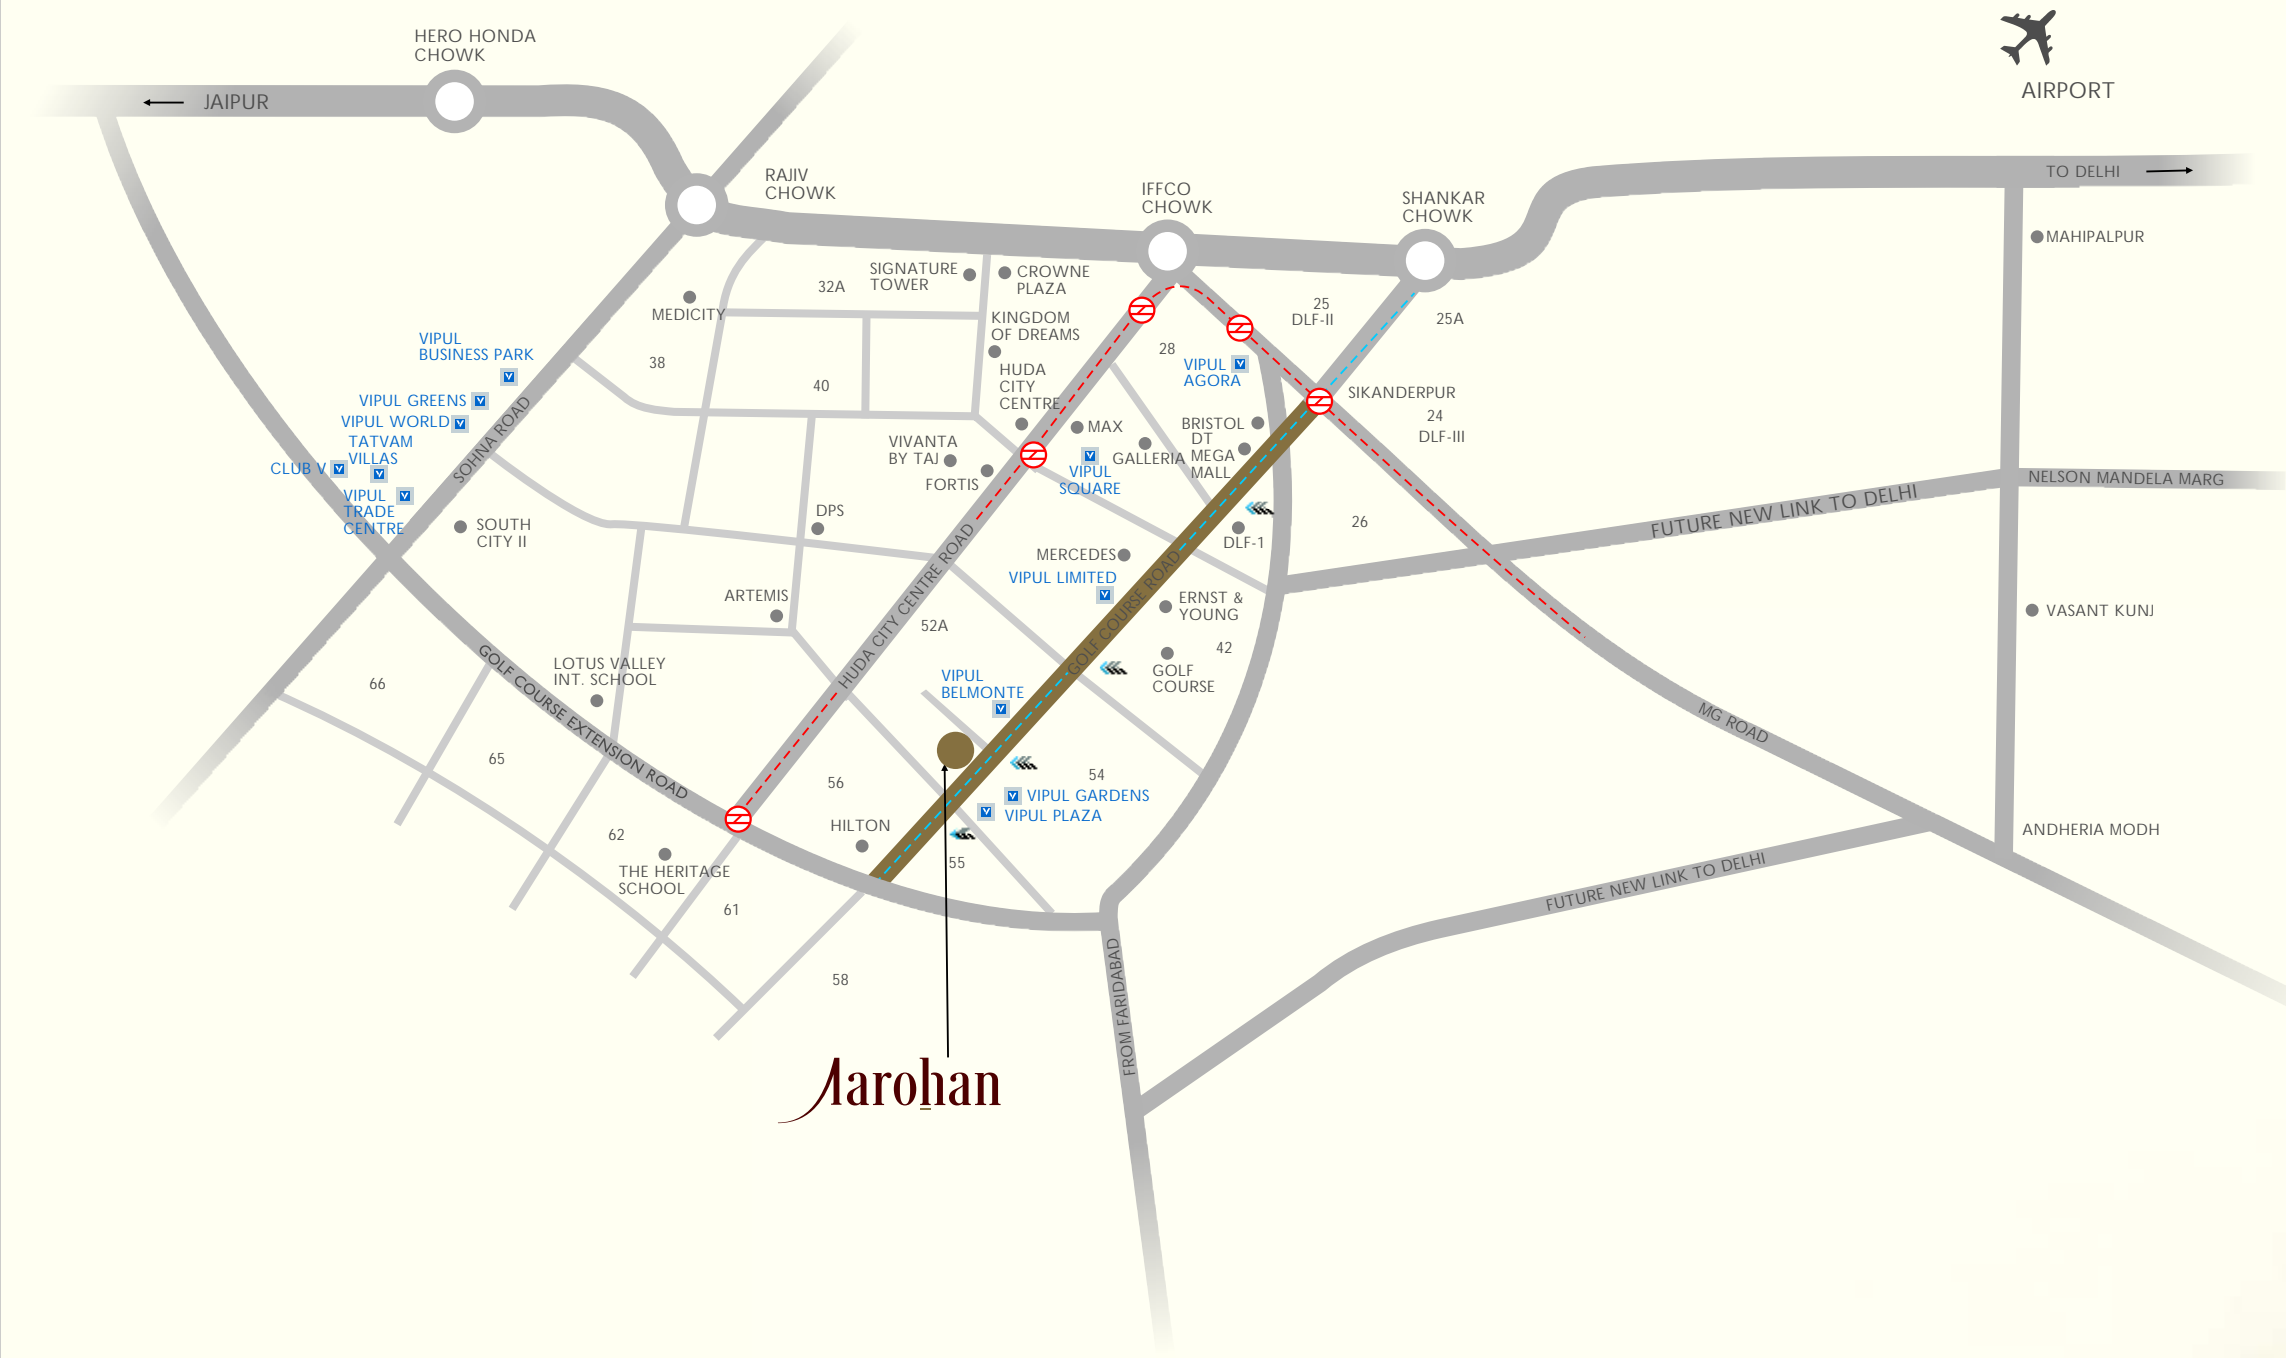 HERO HONDA
CHOWK
AIRPORT
JAIPUR
RAJIV
CHOWK
IFFCO
CHOWK
SHANKAR
CHOWK
TO DELHI
MAHIPALPUR
SIGNATURE
TOWER
CROWNE
PLAZA
32A
MEDICITY
KINGDOM
OF DREAMS
25
DLF-II
25A
VIPUL
BUSINESS PARK
38
40
28
HUDA
CITY
CENTRE
VIPUL
AGORA
SIKANDERPUR
24
DLF-III
VIPUL GREENS
VIPUL WORLD
TATVAM
VILLAS
CLUB V
VIPUL
TRADE
CENTRE
SOHNA ROAD
SOUTH
CITY II
VIVANTA
BY TAJ
FORTIS
MAX
GALLERIA
VIPUL
SQUARE
BRISTOL
DT
MEGA
MALL
DPS
DLF-1
26
FUTURE NEW LINK TO DELHI
NELSON MANDELA MARG
MERCEDES
VIPUL LIMITED
ARTEMIS
HUDA CITY CENTRE ROAD
52A
GOLF COURSE ROAD
ERNST &
YOUNG
42
GOLF
COURSE
VASANT KUNJ
LOTUS VALLEY
INT. SCHOOL
66
GOLF COURSE EXTENSION ROAD
65
VIPUL
BELMONTE
MG ROAD
56
54
VIPUL GARDENS
VIPUL PLAZA
HILTON
62
THE HERITAGE
SCHOOL
55
61
58
ANDHERIA MODH
FUTURE NEW LINK TO DELHI
FROM FARIDABAD
Aarohan